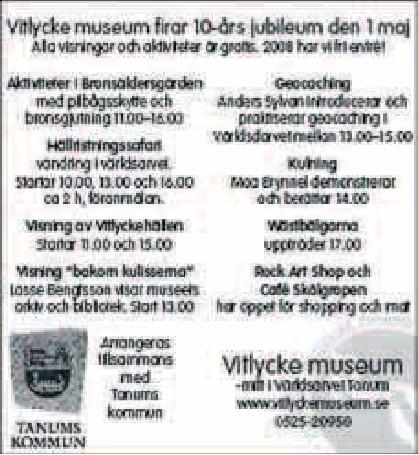 Vitlycke museum firar 10-års jubileum den 1 maj
Alla visningar och aktiviteter är gratis. 2008 har vi fri entré!
Aktiviteter i Bronsåldersgården
med pilbågsskytte och
bronsgjutning 11.00-16.00
Hällristningssafari
vandring i världsarvet.
Startar 10.00, 13.00 och 16.00
ca 2 h, föranmälan.
Visning av Vitlyckehällen
Startar 11.00 och 15.00
Visning "bakom kulisserna"
Lasse Bengtsson visar museets
arkiv och bibliotek. Start 13.00
Geocaching
Anders Sylvan introducerar och
praktiserar geocaching i
Världsarvet mellan 13.00-15.00
Kulning
Moa Brynnel demonstrerar
och berättar 14.00
Wästbälgarna
uppträder 17.00
Rock Art Shop och
Café Skålgropen
har öppet för shopping och mat
TANUMS
KOMMUN
Arrangeras
tillsammans
med
Tanums
kommun
Vitlycke museum
-mitt i Världsarvet Tanum
www.vitlyckemuseum.se
0525-20950